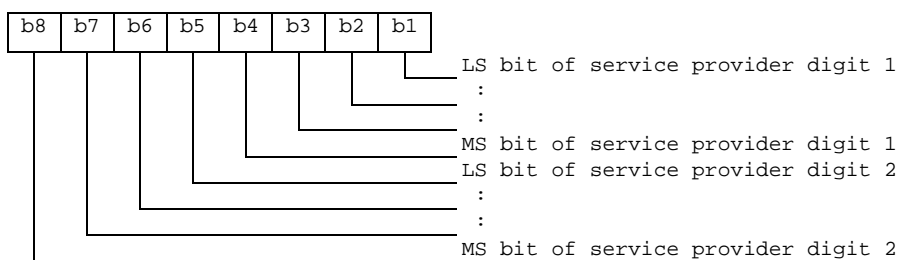 b8 b7 b6 b5 b4 b3 b2 b1
LS bit of service provider digit 1
:
:
MS bit of service provider digit 1
LS bit of service provider digit 2
:
:
MS bit of service provider digit 2